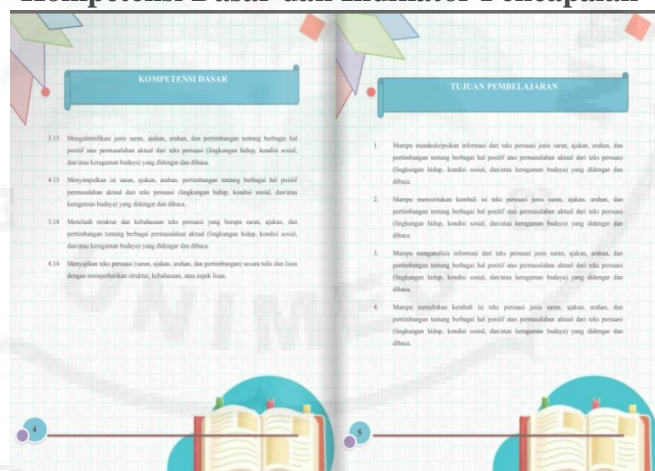 Kompetensi Dasar dan Indikator Pencapaian
KOMPETENSI DASAR
3.13 Mengidentifikasi jenis saran, ajakan, arahan, dan pertimbangan tentang berbagai hal
positif atas permasalahan aktual dari teks persuasi (lingkungan hidup, kondisi sosial,
dan/atau keragaman budaya) yang didengar dan dibaca.
4.13 Menyimpulkan isi saran, ajakan, arahan, pertimbangan tentang berbagai hal positif
permasalahan aktual dari teks persuasi (lingkungan hidup, kondisi sosial, dan/atau
keragaman budaya) yang didengar dan dibaca.
3.14 Menelaah struktur dan kebahasaan teks persuasi yang berupa saran, ajakan, dan
pertimbangan tentang berbagai permasalahan aktual (lingkungan hidup, kondisi sosial,
dan/atau keragaman budaya) yang didengar dan dibaca.
4.14 Menyajikan teks persuasi (saran, ajakan, arahan, dan pertimbangan) secara tulis dan lisan
dengan memperhatikan struktur, kebahasaan, atau aspek lisan.
4
TUJUAN PEMBELAJARAN
1. Mampu mendeskripsikan informasi dari teks persuasi jenis saran, ajakan, arahan, dan
pertimbangan tentang berbagai hal positif atas permasalahan aktual dari teks persuasi
(lingkungan hidup, kondisi sosial, dan/atau keragaman budaya) yang didengar dan
dibaca.
2. Mampu menceritakan kembali isi teks persuasi jenis saran, ajakan, arahan, dan
pertimbangan tentang berbagai hal positif atas permasalahan aktual dari teks persuasi
(lingkungan hidup, kondisi sosial, dan/atau keragaman budaya) yang didengar dan
dibaca.
3. Mampu menganalisis informasi dari teks persuasi jenis saran, ajakan, arahan, dan
pertimbangan tentang berbagai hal positif atas permasalahan aktual dari teks persuasi
(lingkungan hidup, kondisi sosial, dan/atau keragaman budaya) yang didengar dan
dibaca.
4. Mampu menuliskan kembali isi teks persuasi jenis saran, ajakan, arahan, dan
pertimbangan tentang berbagai hal positif atas permasalahan aktual dari teks persuasi
(lingkungan hidup, kondisi sosial, dan/atau keragaman budaya) yang didengar dan
dibaca.
5